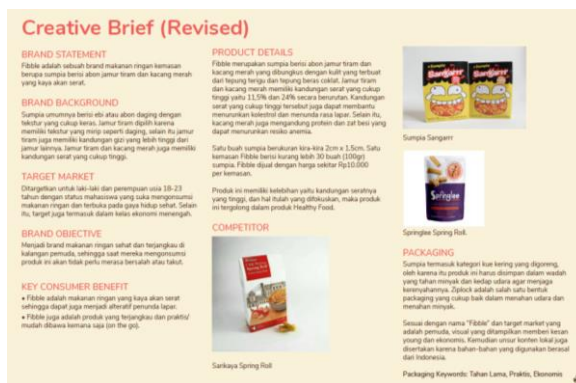 Creative Brief (Revised)
BRAND STATEMENT
Fibble adalah sebuah brand makanan ringan kemasan
berupa sumpia berisi abon jamur tiram dan kacang merah
yang kaya akan serat.
BRAND BACKGROUND
Sumpia umumnya berisi ebi atau abon daging dengan
tekstur yang cukup keras. Jamur tiram dipilih karena
memiliki tekstur yang mirip seperti daging, selain itu jamur
tiram juga memiliki kandungan gizi yang lebih tinggi dari
jamur lainnya. Jamur tiram dan kacang merah juga memiliki
kandungan serat yang cukup tinggi.
TARGET MARKET
Ditargetkan untuk laki-laki dan perempuan usia 18-23
tahun dengan status mahasiswa yang suka mengonsumsi
makanan ringan dan terbuka pada gaya hidup sehat. Selain
itu, target juga termasuk dalam kelas ekonomi menengah.
BRAND OBJECTIVE
Menjadi brand makanan ringan sehat dan terjangkau di
kalangan pemuda, sehingga saat mereka mengonsumsi
produk ini akan tidak perlu merasa bersalah atau takut.
KEY CONSUMER BENEFIT
• Fibble adalah makanan ringan yang kaya akan serat
sehingga dapat juga menjadi alteratif penunda lapar.
• Fibble juga adalah produk yang terjangkau dan praktis/
mudah dibawa kemana saja (on the go).
PRODUCT DETAILS
Fibble merupakan sumpia berisi abon jamur tiram dan
kacang merah yang dibungkus dengan kulit yang terbuat
dari tepung terigu dan tepung beras coklat. Jamur tiram
dan kacang merah memiliki kandungan serat yang cukup
tinggi yaitu 11,5% dan 24% secara berurutan. Kandungan
serat yang cukup tinggi tersebut juga dapat membantu
menurunkan kolestrol dan menunda rasa lapar. Selain itu,
kacang merah juga mengandung protein dan zat besi yang
dapat menurunkan resiko anemia.
Satu buah sumpia berukuran kira-kira 2cm x 1.5cm. Satu
kemasan Fibble berisi kurang lebih 30 buah (100gr)
sumpia. Fibble dijual dengan harga sekitar Rp10.000
per kemasan.
Produk ini memiliki kelebihan yaitu kandungan seratnya
yang tinggi, dan hal itulah yang difokuskan, maka produk
ini tergolong dalam produk Healthy Food.
COMPETITOR
Spring Roll
Sarikaya Spring Roll
Sangarrr
Sangarrr
Sumpia Sangarrr
Springlee
Springlee Spring Roll.
PACKAGING
Sumpia termasuk kategori kue kering yang digoreng,
oleh karena itu produk ini harus disimpan dalam wadah
yang tahan minyak dan kedap udara agar menjaga
kerenyahannya. Ziplock adalah salah satu bentuk
packaging yang cukup baik dalam menahan udara dan
menahan minyak.
Sesuai dengan nama "Fibble" dan target market yang
adalah pemuda, visual yang ditampilkan memberi kesan
young dan ekonomis. Kemudian unsur konten lokal juga
disertakan karena bahan-bahan yang digunakan berasal
dari Indonesia.
Packaging Keywords: Tahan Lama, Praktis, Ekonomis